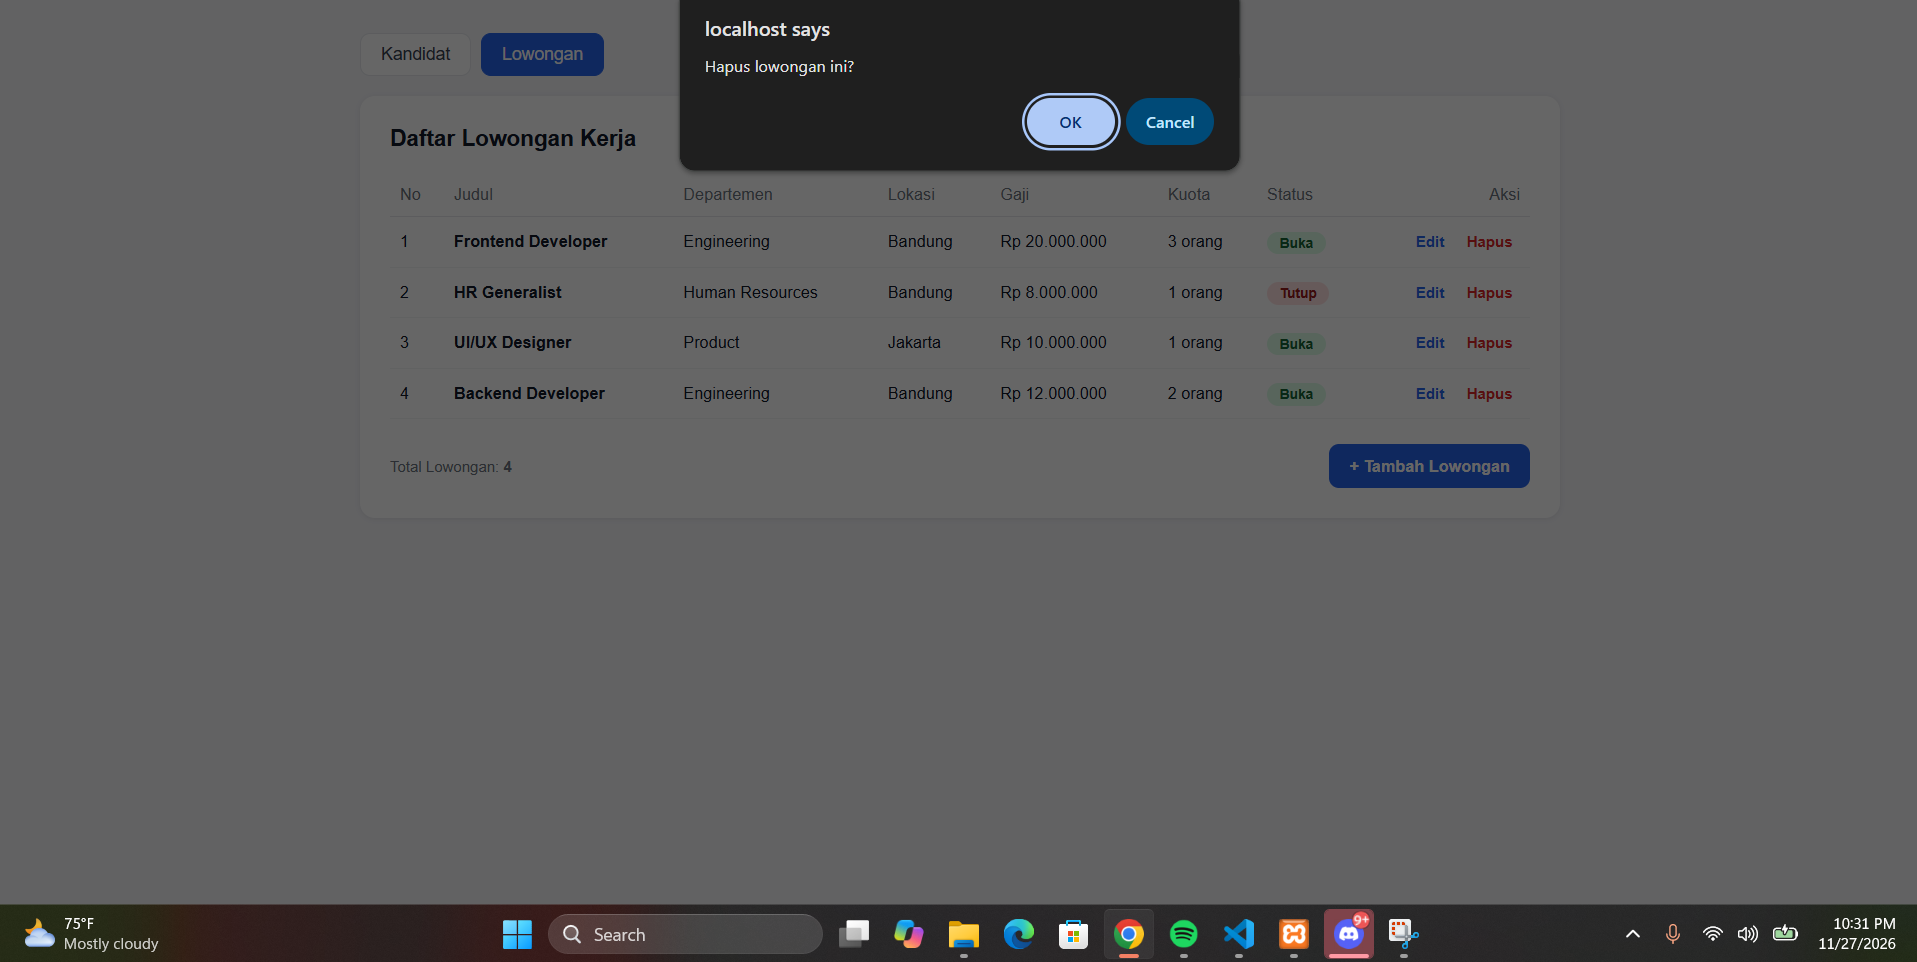 localhost says
Hapus lowongan ini?
OK Cancel
Kandidat Lowongan
Daftar Lowongan Kerja
No Judul Departemen Lokasi Gaji Kuota Status Aksi
1 Frontend Developer Engineering Bandung Rp 20.000.000 3 orang Buka Edit Hapus
2 HR Generalist Human Resources Bandung Rp 8.000.000 1 orang Tutup Edit Hapus
3 UI/UX Designer Product Jakarta Rp 10.000.000 1 orang Buka Edit Hapus
4 Backend Developer Engineering Bandung Rp 12.000.000 2 orang Buka Edit Hapus
Total Lowongan: 4 + Tambah Lowongan
75°F
Mostly cloudy
Search
9+
10:31 PM
11/27/2026